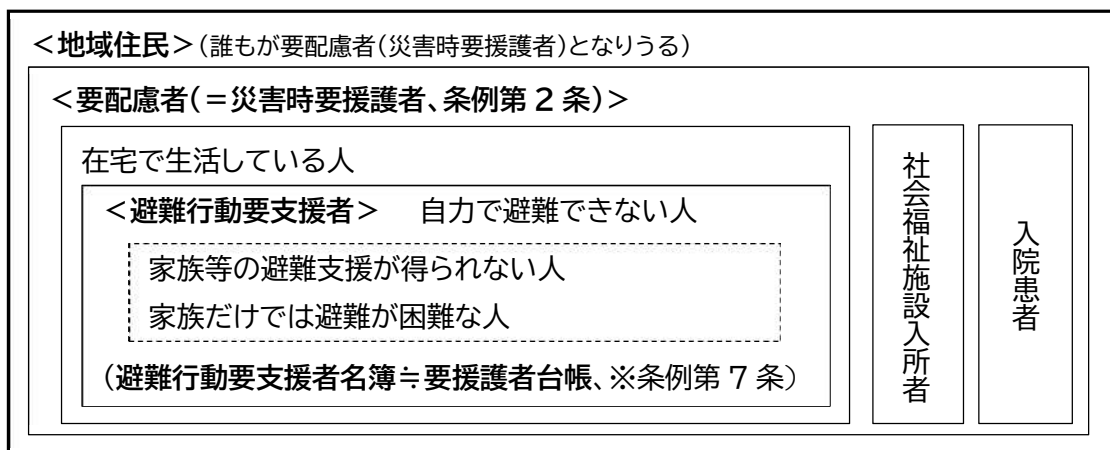 <地域住民>(誰もが要配慮者(災害時要援護者)となりうる)
<要配慮者(=災害時要援護者、条例第2条)>
在宅で生活している人
<避難行動要支援者> 自力で避難できない人
家族等の避難支援が得られない人
家族だけでは避難が困難な人
(避難行動要支援者名簿≒要援護者台帳、※条例第7条)
社会福祉施設入所者
入院患者